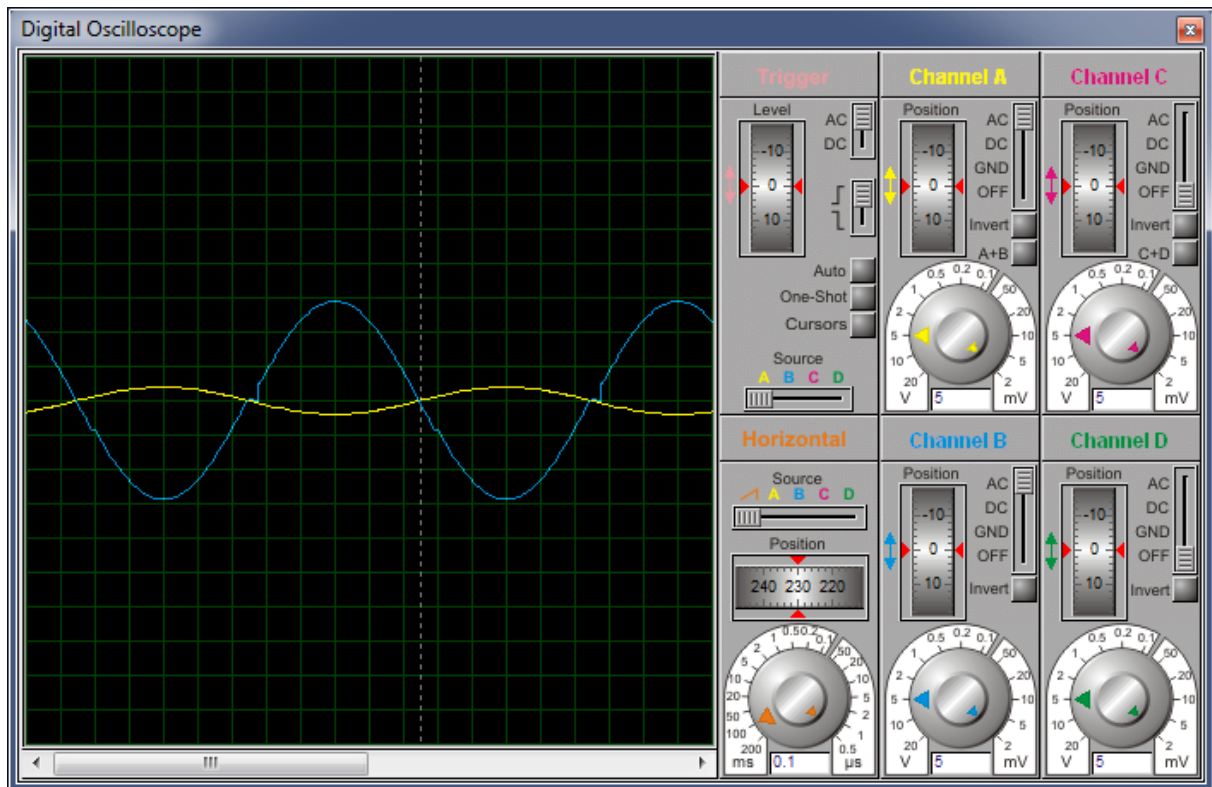 Digital Oscilloscope
Trigger
Level
AC
DC
-10
0
10
Auto
One-Shot
Cursors
Source
A B C D
Channel A
Position
AC
DC
GND
OFF
-10
0
10
Invert
A+B
20 10 5 2 1 0.5 0.2 0.1 50 20 10 5 2
V 5 mV
Channel C
Position
AC
DC
GND
OFF
-10
0
10
Invert
C+D
20 10 5 2 1 0.5 0.2 0.1 50 20 10 5 2
V 5 mV
Horizontal
Source
A B C D
Position
240 230 220
200 100 50 20 10 5 2 1 0.5 0.2 0.1 50 20 10 5 2 1 0.5
ms 0.1 µs
Channel B
Position
AC
DC
GND
OFF
-10
0
10
Invert
20 10 5 2 1 0.5 0.2 0.1 50 20 10 5 2
V 5 mV
Channel D
Position
AC
DC
GND
OFF
-10
0
10
Invert
20 10 5 2 1 0.5 0.2 0.1 50 20 10 5 2
V 5 mV